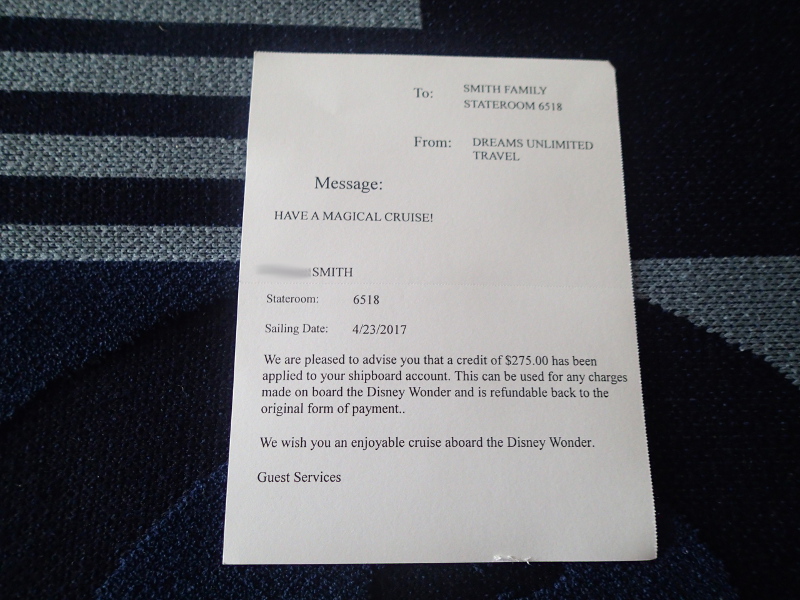 To: SMITH FAMILY
STATEROOM 6518
From: DREAMS UNLIMITED
TRAVEL
Message:
HAVE A MAGICAL CRUISE!
SMITH
Stateroom: 6518
Sailing Date: 4/23/2017
We are pleased to advise you that a credit of $275.00 has been
applied to your shipboard account. This can be used for any charges
made on board the Disney Wonder and is refundable back to the
original form of payment..
We wish you an enjoyable cruise aboard the Disney Wonder.
Guest Services